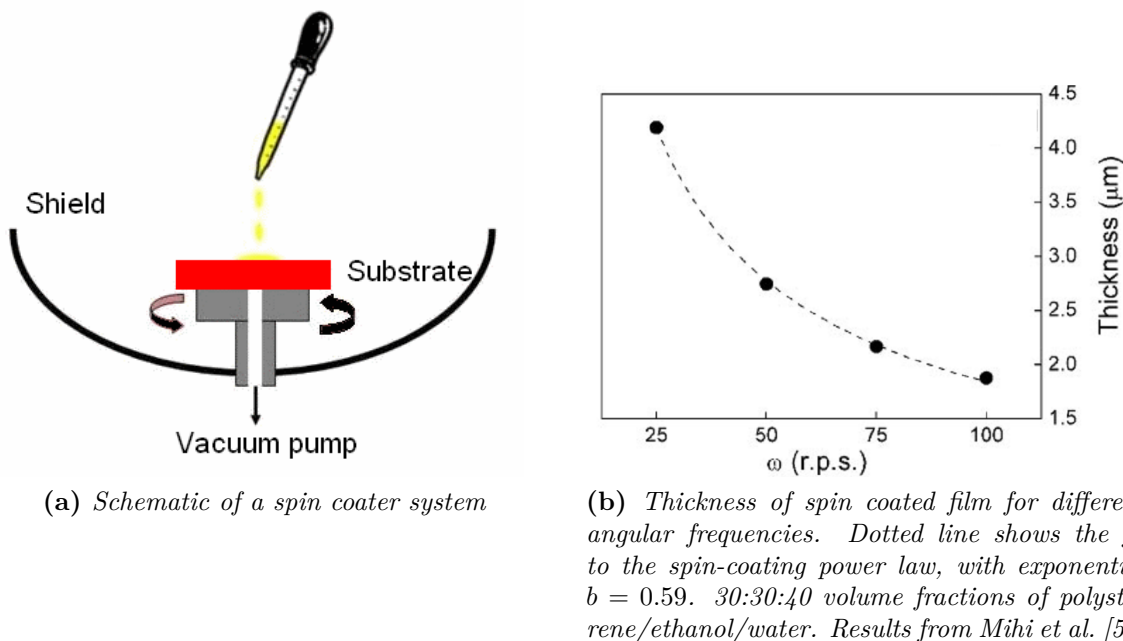 Shield
Substrate
Vacuum pump
(a) Schematic of a spin coater system
4.5
4.0
3.0
2.5
2.0
1.5
Thickness (μm)
25 50 75 100
ω (r.p.s.)
(b) Thickness of spin coated film for differe
angular frequencies. Dotted line shows the
to the spin-coating power law, with exponenti
b = 0.59. 30:30:40 volume fractions of polyst
rene/ethanol/water. Results from Mihi et al. [5